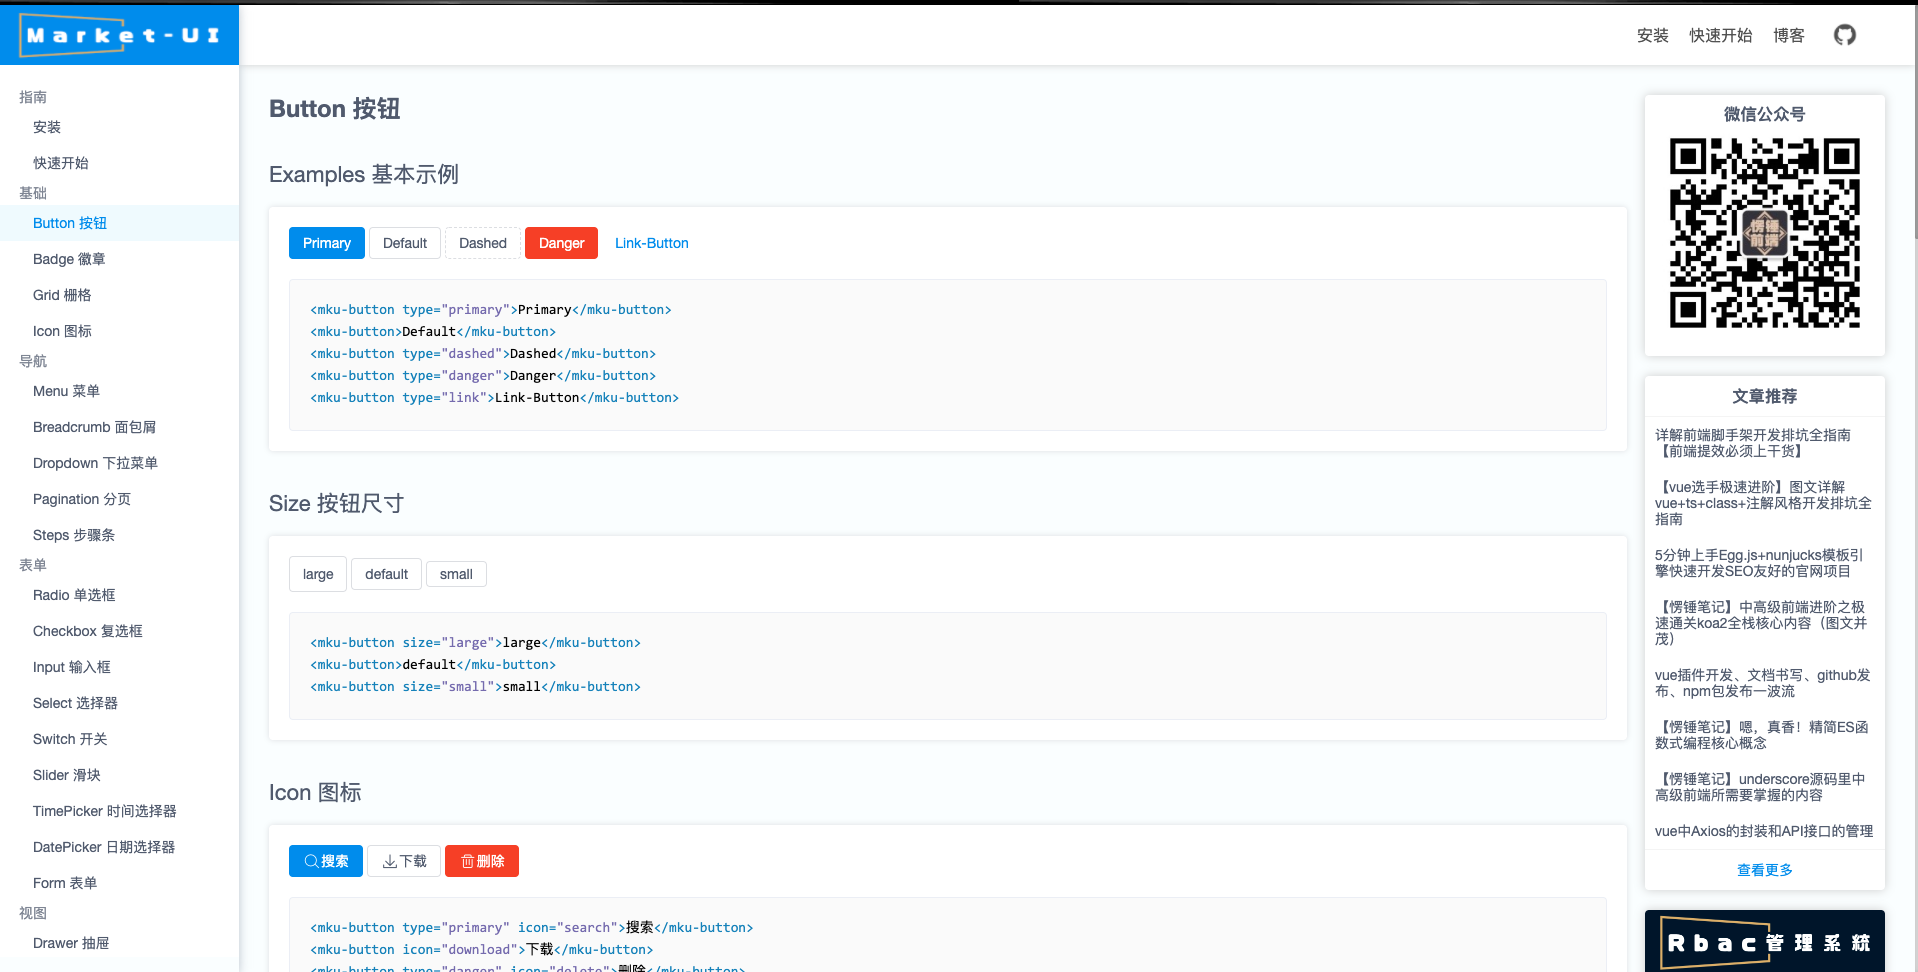 Market-UI
安装 快速开始 博客
指南
安装
快速开始
基础
Button 按钮
Badge 徽章
Grid 栅格
Icon 图标
导航
Menu 菜单
Breadcrumb 面包屑
Dropdown 下拉菜单
Pagination 分页
Steps 步骤条
表单
Radio 单选框
Checkbox 复选框
Input 输入框
Select 选择器
Switch 开关
Slider 滑块
TimePicker 时间选择器
DatePicker 日期选择器
Form 表单
视图
Drawer 抽屉
Button 按钮
Examples 基本示例
Primary Default Dashed Danger Link-Button
<mku-button type="primary">Primary</mku-button>
<mku-button>Default</mku-button>
<mku-button type="dashed">Dashed</mku-button>
<mku-button type="danger">Danger</mku-button>
<mku-button type="link">Link-Button</mku-button>
Size 按钮尺寸
large default small
<mku-button size="large">large</mku-button>
<mku-button>default</mku-button>
<mku-button size="small">small</mku-button>
Icon 图标
搜索 下载 删除
<mku-button type="primary" icon="search">搜索</mku-button>
<mku-button icon="download">下载</mku-button>
<mku-button type="danger" icon="delete">删除</mku-button>
微信公众号
愣锤
前端
文章推荐
详解前端脚手架开发排坑全指南
【前端提效必须上干货】
【vue选手极速进阶】图文详解
vue+ts+class+注解风格开发排坑全
指南
5分钟上手Egg.js+nunjucks模板引
擎快速开发SEO友好的官网项目
【愣锤笔记】中高级前端进阶之极
速通关koa2全栈核心内容（图文并
茂）
vue插件开发、文档书写、github发
布、npm包发布一波流
【愣锤笔记】嗯，真香！精简ES函
数式编程核心概念
【愣锤笔记】underscore源码里中
高级前端所需要掌握的内容
vue中Axios的封装和API接口的管理
查看更多
Rbac管理系統